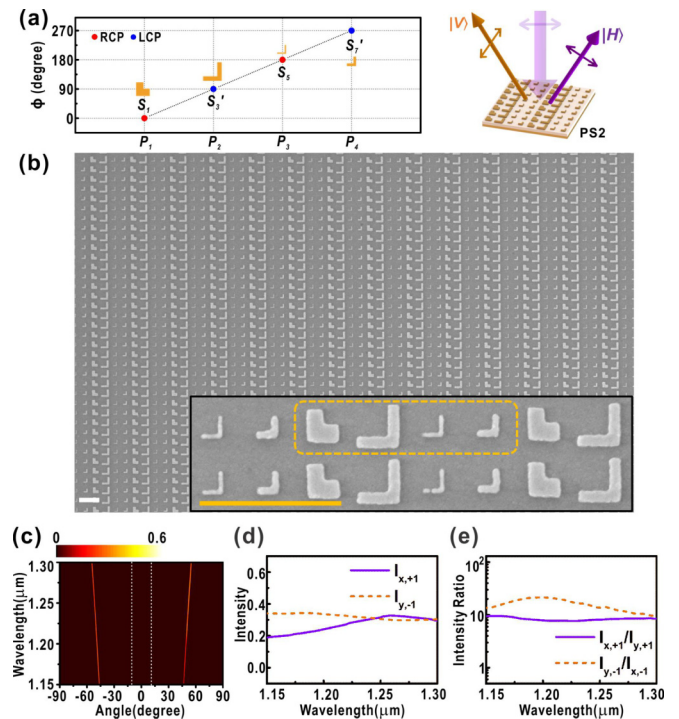 (a)
Φ (degree)
270
180
90
0
RCP LCP
S1
S3'
S5
S7'
P1 P2 P3 P4
|V⟩
|H⟩
PS2
(b)
(c)
0 0.6
Wavelength(μm)
1.30
1.25
1.20
1.15
-90 -60 -30 0 30 60 90
Angle(degree)
(d)
Intensity
0.6
0.4
0.2
0.0
Ix,+1
Iy,-1
1.15 1.20 1.25 1.30
Wavelength(μm)
(e)
Intensity Ratio
10²
10
1
Ix,+1/Iy,+1
Iy,-1/Ix,-1
1.15 1.20 1.25 1.30
Wavelength(μm)